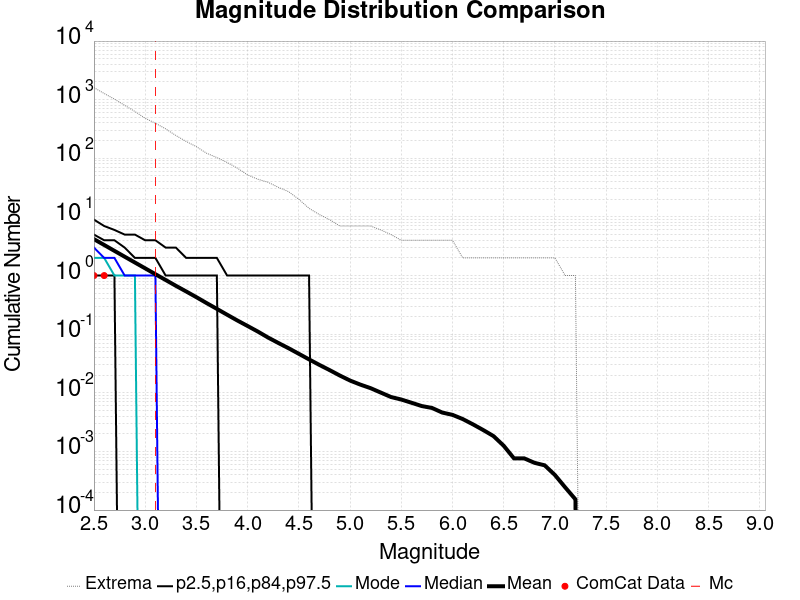 Magnitude Distribution Comparison
Cumulative Number
10^4
10^3
10^2
10^1
10^0
10^-1
10^-2
10^-3
10^-4
2.5 3.0 3.5 4.0 4.5 5.0 5.5 6.0 6.5 7.0 7.5 8.0 8.5 9.0
Magnitude
Extrema p2.5,p16,p84,p97.5 Mode Median Mean ComCat Data Mc